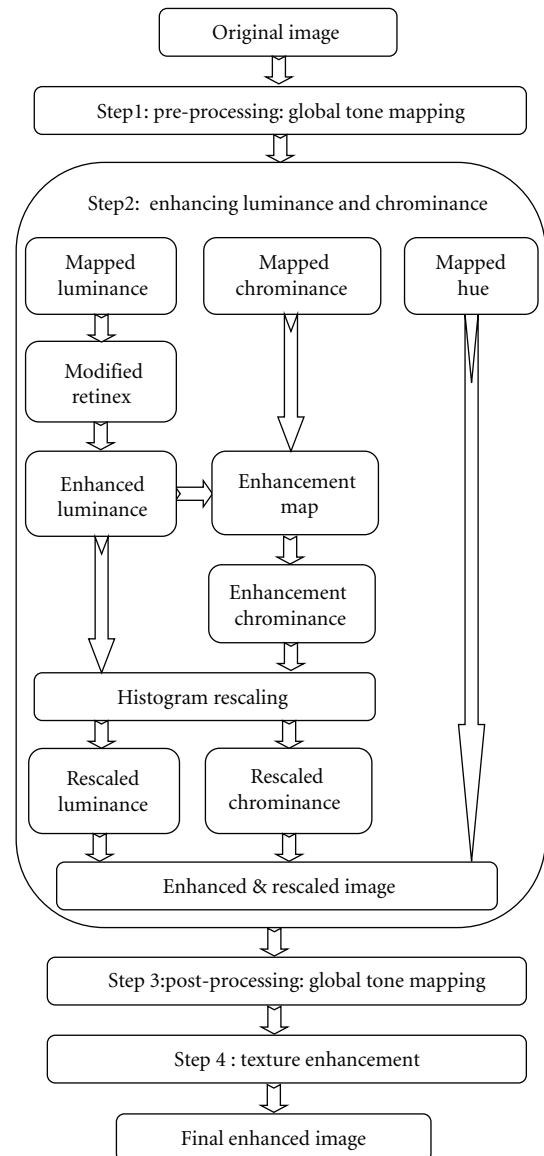 Original image
Step1: pre-processing: global tone mapping
Step2: enhancing luminance and chrominance
Mapped
luminance
Mapped
chrominance
Mapped
hue
Modified
retinex
Enhanced
luminance
Enhancement
map
Enhancement
chrominance
Histogram rescaling
Rescaled
luminance
Rescaled
chrominance
Enhanced & rescaled image
Step 3:post-processing: global tone mapping
Step 4 : texture enhancement
Final enhanced image